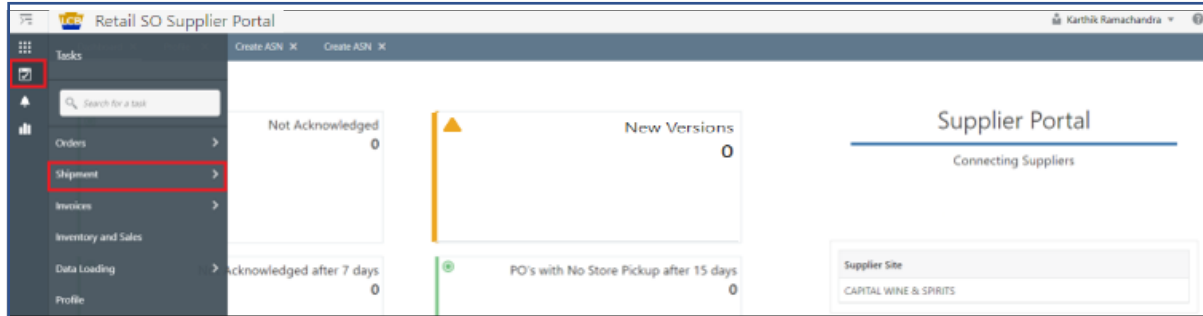 LCB Retail SO Supplier Portal
Karthik Ramachandra
Tasks
Create ASN X
Create ASN X
Search for a task
Orders
Shipment
Invoices
Inventory and Sales
Data Loading
Profile
Not Acknowledged
0
New Versions
0
Acknowledged after 7 days
0
PO's with No Store Pickup after 15 days
0
Supplier Portal
Connecting Suppliers
Supplier Site
CAPITAL WINE & SPIRITS